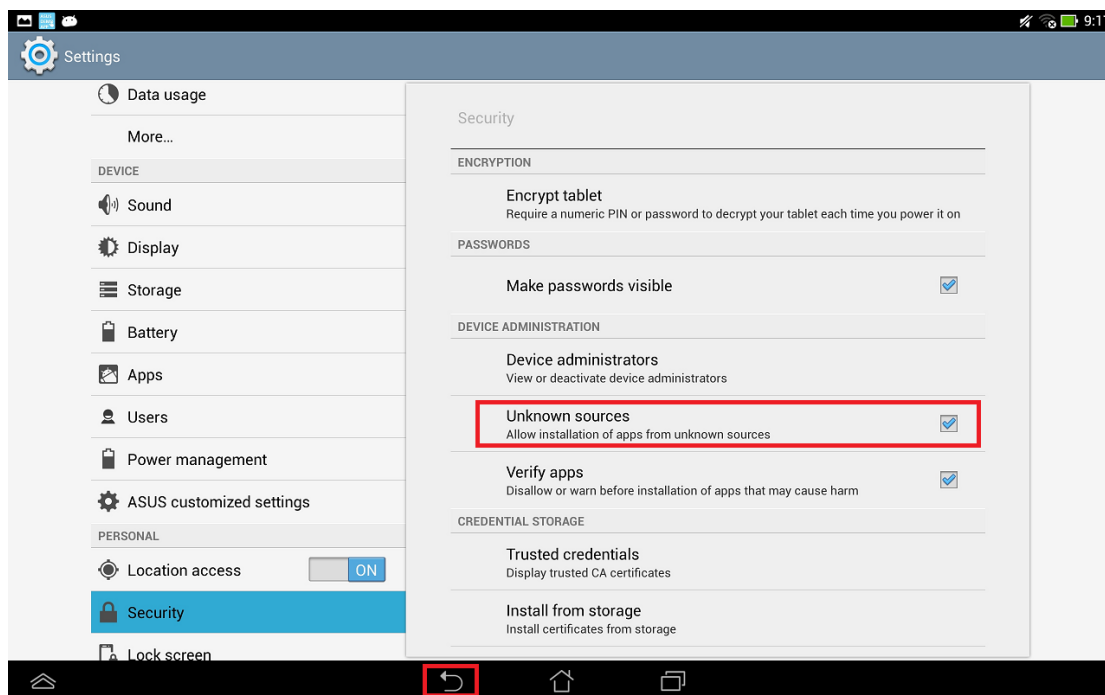 9:11
Settings
Data usage
More...
DEVICE
Sound
Display
Storage
Battery
Apps
Users
Power management
ASUS customized settings
PERSONAL
Location access ON
Security
Lock screen
Security
ENCRYPTION
Encrypt tablet
Require a numeric PIN or password to decrypt your tablet each time you power it on
PASSWORDS
Make passwords visible
DEVICE ADMINISTRATION
Device administrators
View or deactivate device administrators
Unknown sources
Allow installation of apps from unknown sources
Verify apps
Disallow or warn before installation of apps that may cause harm
CREDENTIAL STORAGE
Trusted credentials
Display trusted CA certificates
Install from storage
Install certificates from storage